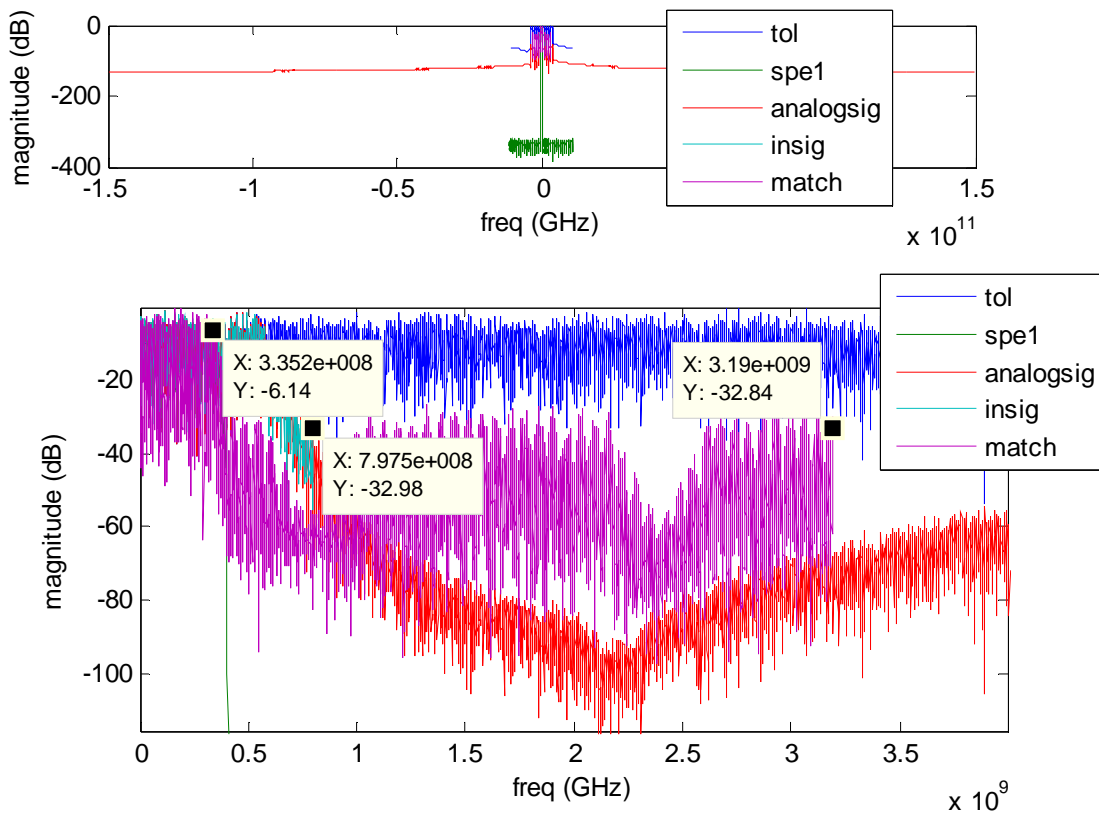 magnitude (dB)
0
-200
-400
-1.5
-1
-0.5
0
1.5
freq (GHz)
x 10^11
tol
spe1
analogsig
insig
match
magnitude (dB)
-20
-40
-60
-80
-100
0
0.5
1
1.5
2
2.5
3
3.5
freq (GHz)
x 10^9
X: 3.352e+008
Y: -6.14
X: 7.975e+008
Y: -32.98
X: 3.19e+009
Y: -32.84
tol
spe1
analogsig
insig
match